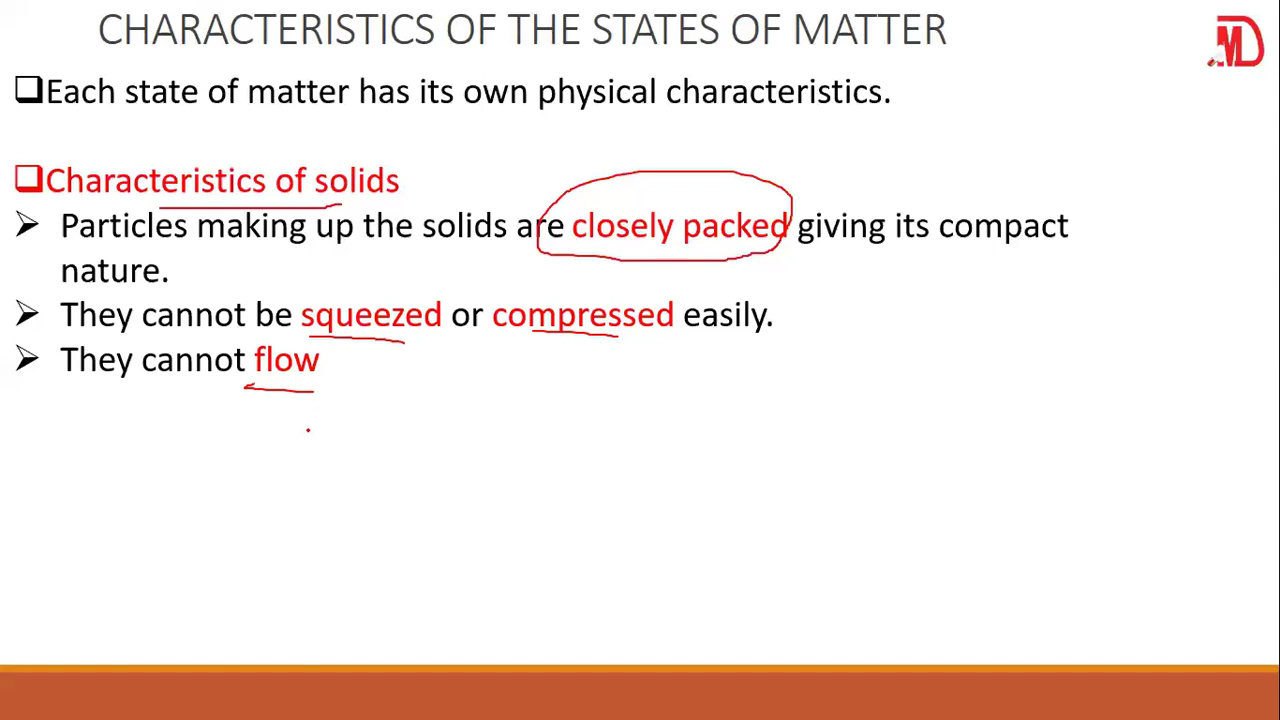 CHARACTERISTICS OF THE STATES OF MATTER
MD
Each state of matter has its own physical characteristics.
Characteristics of solids
Particles making up the solids are closely packed giving its compact
nature.
They cannot be squeezed or compressed easily.
They cannot flow